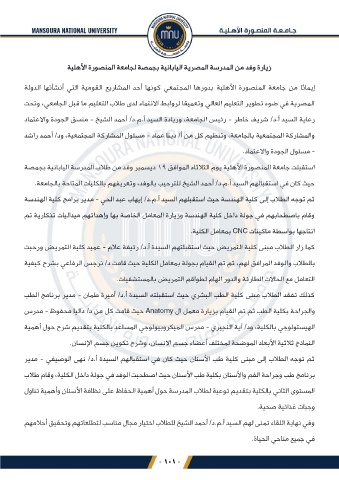 MANSOURA NATIONAL UNIVERSITY
جـامـعـة المنصورة الأهلـيـة
MNU
زيارة وفد من المدرسة المصرية اليابانية بجمصة لجامعة المنصورة الأهلية
إيمانًا من جامعة المنصورة الأهلية بدورها المجتمعي كونها أحد المشاريع القومية التي أنشأتها الدولة
المصرية في ضوء تطوير التعليم العالي وتعميقا لروابط الانتماء لدى طلاب التعليم ما قبل الجامعي، وتحت
رعاية السيد أ.د/ شريف خاطر - رئيس الجامعة، وريادة السيد أ.م.د/ أحمد الشيخ - منسق الجودة والاعتماد
والمشاركة المجتمعية بالجامعة، وتنظيم كل من أ/ دينا عماد - مسئول المشاركة المجتمعية، ود/ أحمد راشد
- مسئول الجودة والاعتماد.
استقبلت جامعة المنصورة الأهلية يوم الثلاثاء الموافق ١٩ ديسمبر وفد من طلاب المدرسة اليابانية بجمصة
حيث كان في استقبالهم السيد أ.م.د/ أحمد الشيخ للترحيب بالوفد، وتعريفهم بالكليات المتاحة بالجامعة.
ثم توجه الطلاب إلى كلية الهندسة حيث استقبلهم السيد أ.م.د/ إيهاب عبد الحي - مدير برامج كلية الهندسة
وقام باصطحابهم في جولة داخل كلية الهندسة وزيارة المعامل الخاصة بها وإهدائهم ميداليات تذكارية تم
انتاجها بواسطة ماكينات CNC بمعامل الكلية.
كما زار الطلاب مبنى كلية التمريض حيث استقبلتهم السيدة أ.د/ رئيفة علام - عميد كلية التمريض ورحبت
بالطلاب والوفد المرافق لهم، ثم تم القيام بجولة بمعامل الكلية حيث قامت د/ نرجس الرفاعي بشرح كيفية
التعامل مع الحالات الطارئة والدور الهام لطواقم التمريض بالمستشفيات.
كذلك تفقد الطلاب مبنى كلية الطب البشري حيث استقبلته السيدة أ.د/ أميرة طمان - مدير برنامج الطب
والجراحة بكلية الطب ثم تم القيام بزيارة معمل ال Anatomy حيث قامت كل من د/ داليا محفوظ - مدرس
الهيستولوجي بالكلية، ود/ آية النجيري - مدرس الميكروبيولوجي المساعد بالكلية بتقديم شرح حول أهمية
النماذج ثلاثية الأبعاد الموضحة لمختلف أعضاء جسم الإنسان، وشرح تكوين جسم الإنسان.
ثم توجه الطلاب إلى مبنى كلية طب الأسنان حيث كان في استقبالهم السيدة أ.د/ نهى الوصيفي - مدير
برنامج طب وجراحة الفم والأسنان بكلية طب الأسنان حيث اصطحبت الوفد في جولة داخل الكلية، وقام طلاب
المستوى الثاني بالكلية بتقديم توعية لطلاب المدرسة حول أهمية الحفاظ على نظافة الأسنان وأهمية تناول
وجبات غذائية صحية.
وفي نهاية اللقاء تمنى لهم السيد أ.م.د/ أحمد الشيخ للطلاب اختيار مجال مناسب لتطلعاتهم وتحقيق أحلامهم
في جميع مناحي الحياة.
- ١٠١ -